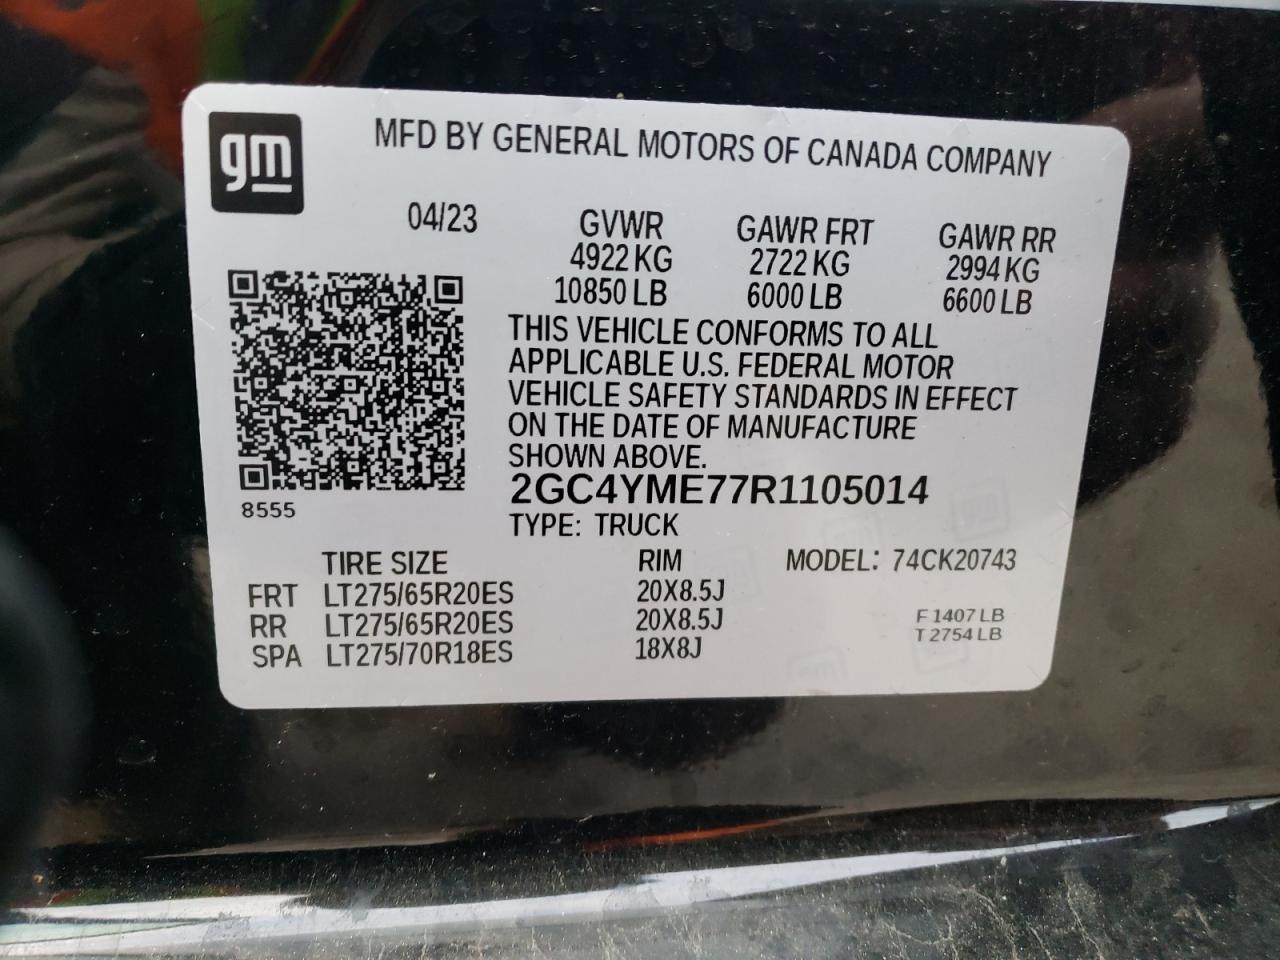 gm
MFD BY GENERAL MOTORS OF CANADA COMPANY
04/23 GVWR GAWR FRT GAWR RR
4922 KG 2722 KG 2994 KG
10850 LB 6000 LB 6600 LB
THIS VEHICLE CONFORMS TO ALL
APPLICABLE U.S. FEDERAL MOTOR
VEHICLE SAFETY STANDARDS IN EFFECT
ON THE DATE OF MANUFACTURE
SHOWN ABOVE.
2GC4YME77R1105014
8555
TYPE: TRUCK
TIRE SIZE RIM MODEL: 74CK20743
FRT LT275/65R20ES 20X8.5J
RR LT275/65R20ES 20X8.5J F 1407 LB
SPA LT275/70R18ES 18X8J T 2754 LB